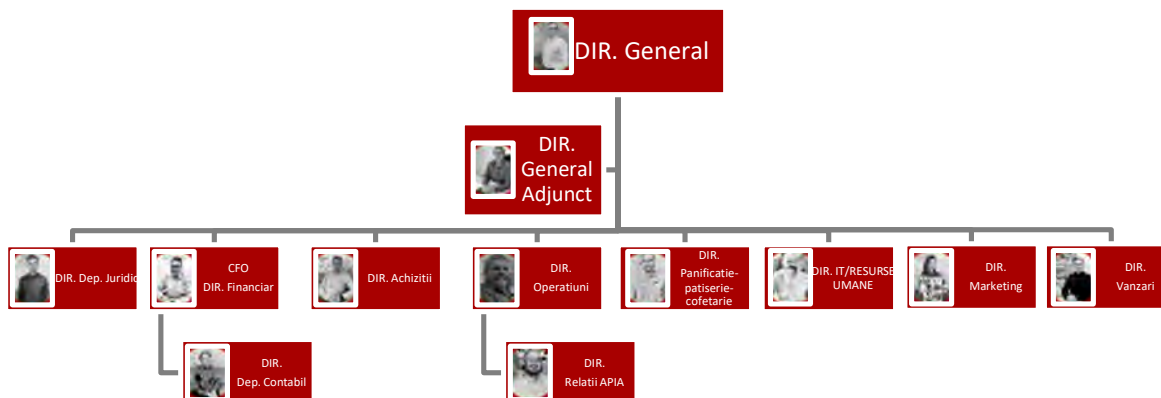 DIR. General
DIR.
General
Adjunct
DIR. Dep. Juridic
CFO
DIR. Financiar
DIR. Achizitii
DIR.
Operatiuni
DIR.
Panificatie-
patiserie-
cofetarie
DIR. IT/RESURSE
UMANE
DIR.
Marketing
DIR.
Vanzari
DIR.
Dep. Contabil
DIR.
Relatii APIA